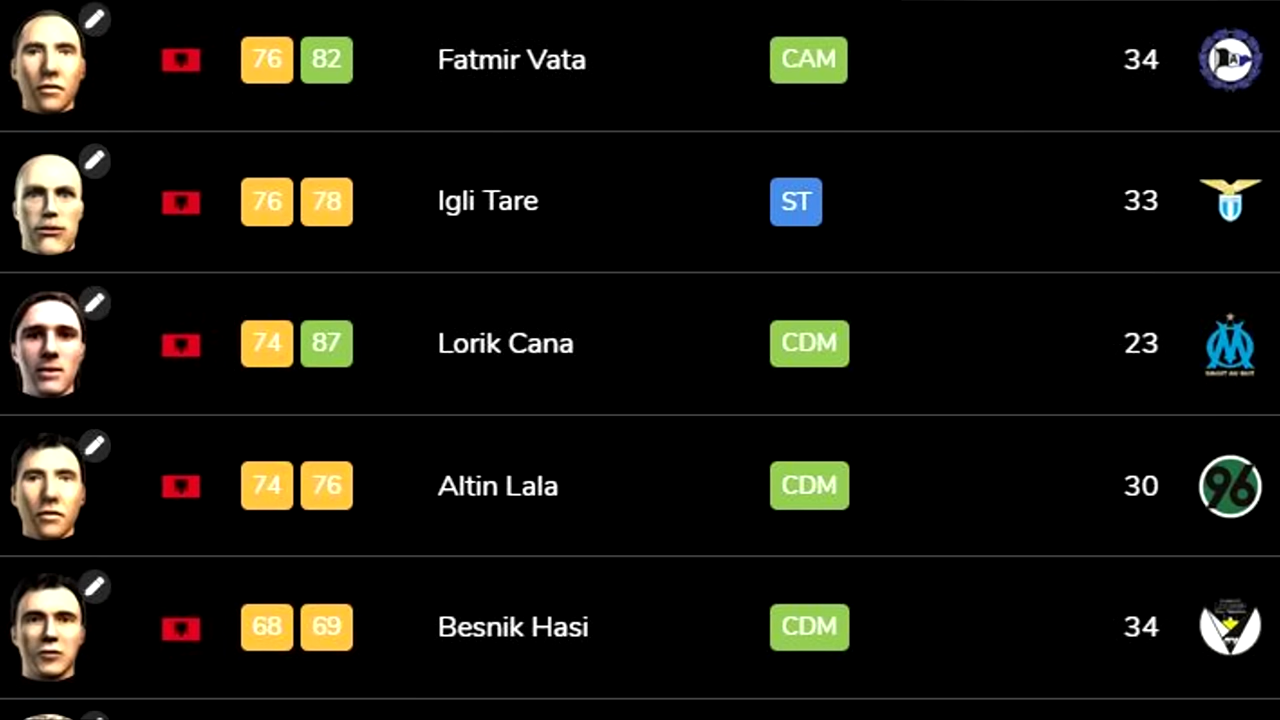 76 82 Fatmir Vata CAM 34
76 78 Igli Tare ST 33
74 87 Lorik Cana CDM 23
74 76 Altin Lala CDM 30
96
68 69 Besnik Hasi CDM 34